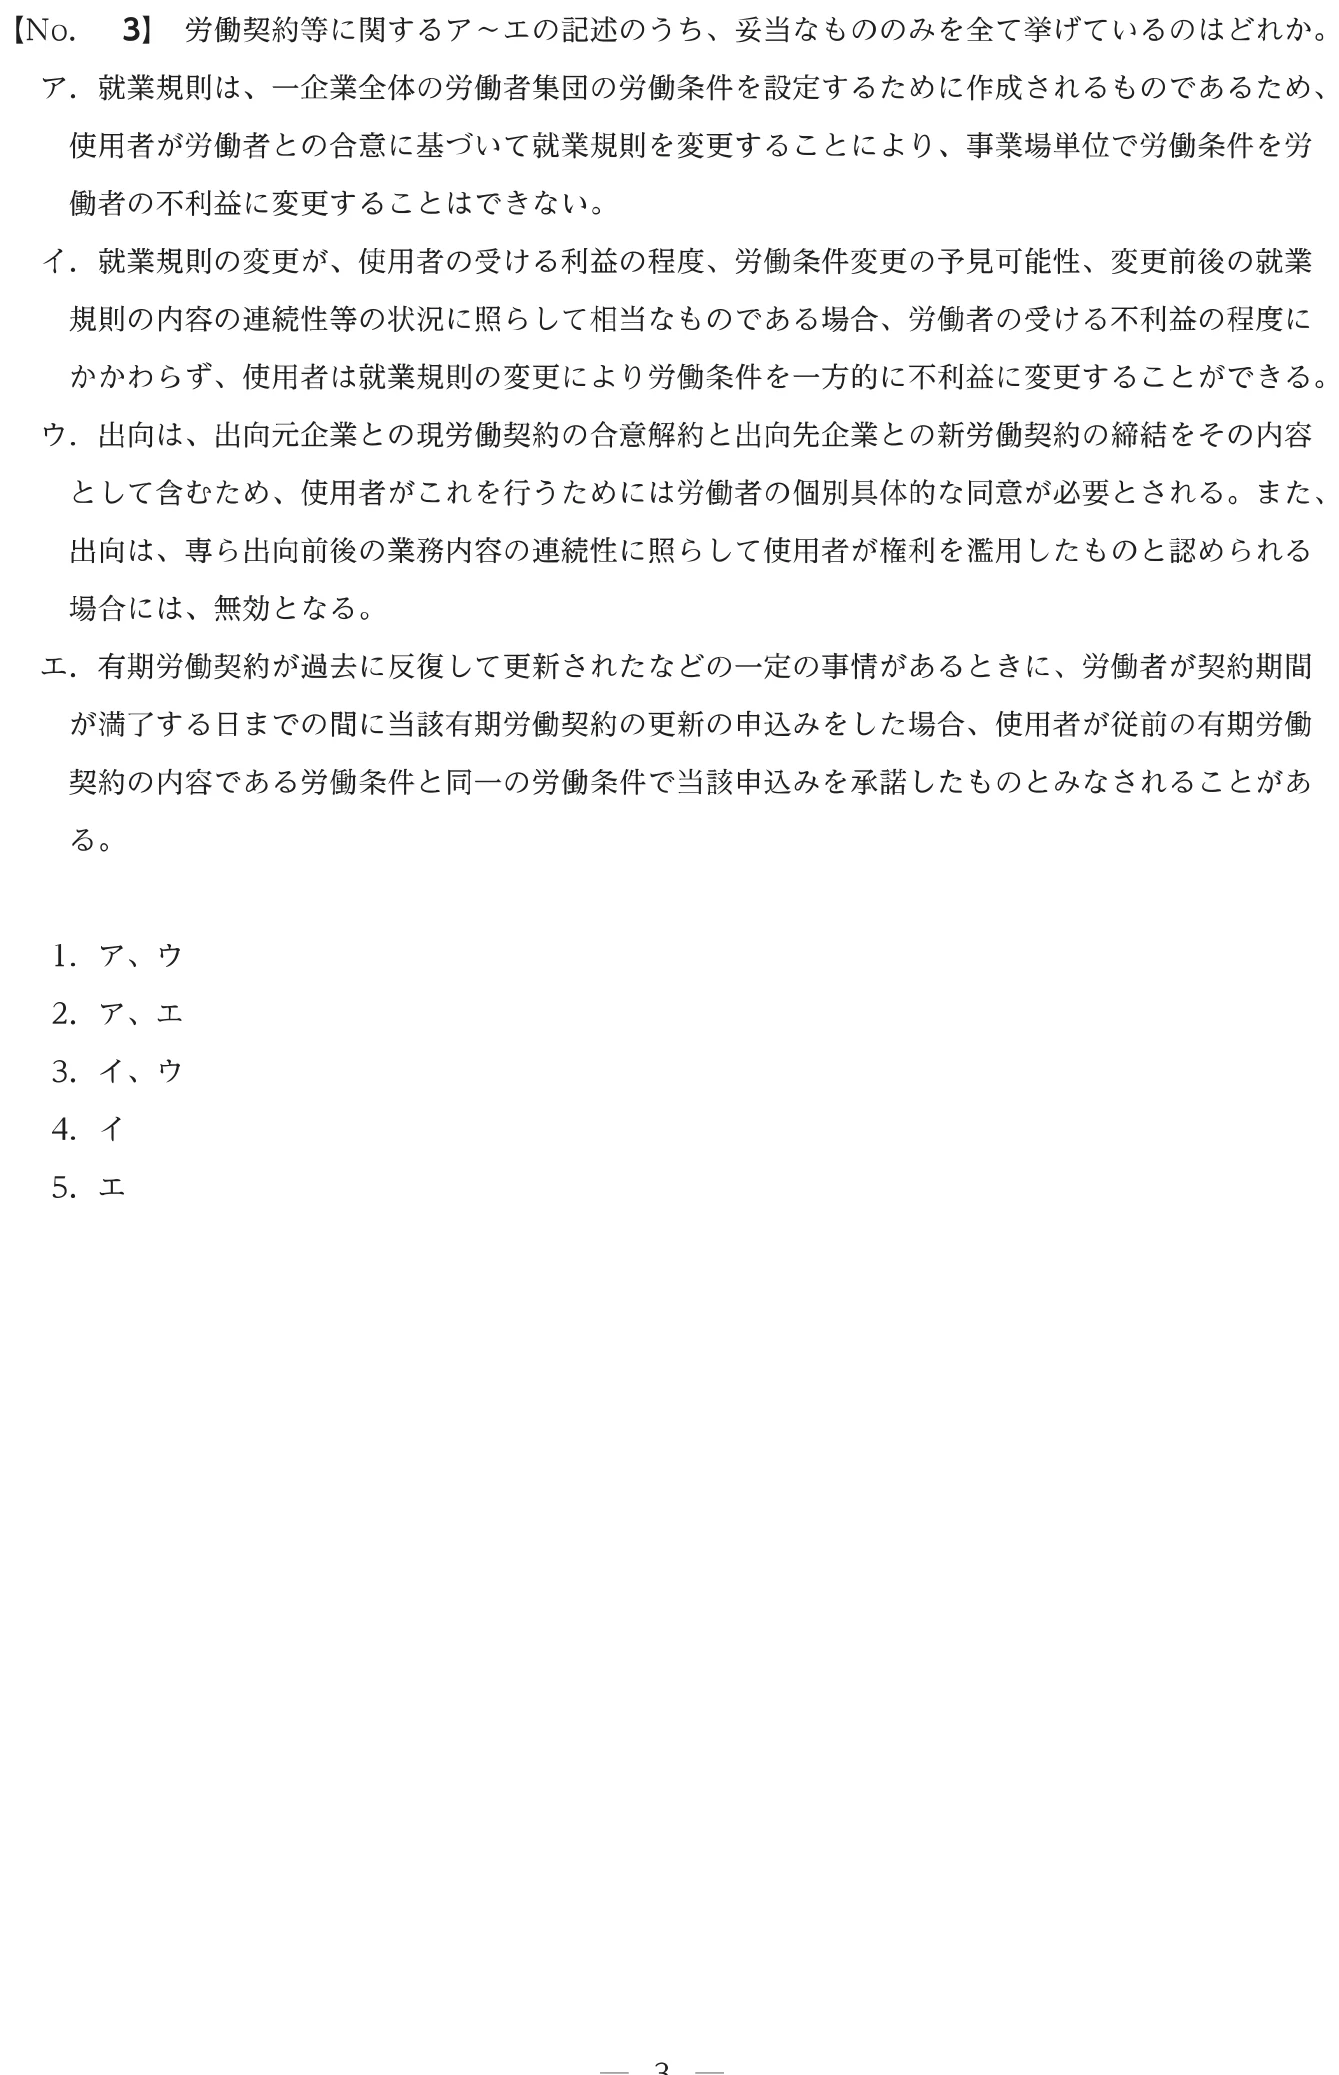 【No. 3】 労働契約等に関するア～エの記述のうち、妥当なもののみを全て挙げているのはどれか。
ア．就業規則は、一企業全体の労働者集団の労働条件を設定するために作成されるものであるため、
使用者が労働者との合意に基づいて就業規則を変更することにより、事業場単位で労働条件を労
働者の不利益に変更することはできない。
イ．就業規則の変更が、使用者の受ける利益の程度、労働条件変更の予見可能性、変更前後の就業
規則の内容の連続性等の状況に照らして相当なものである場合、労働者の受ける不利益の程度に
かかわらず、使用者は就業規則の変更により労働条件を一方的に不利益に変更することができる。
ウ．出向は、出向元企業との現労働契約の合意解約と出向先企業との新労働契約の締結をその内容
として含むため、使用者がこれを行うためには労働者の個別具体的な同意が必要とされる。また、
出向は、専ら出向前後の業務内容の連続性に照らして使用者が権利を濫用したものと認められる
場合には、無効となる。
エ．有期労働契約が過去に反復して更新されたなどの一定の事情があるときに、労働者が契約期間
が満了する日までの間に当該有期労働契約の更新の申込みをした場合、使用者が従前の有期労働
契約の内容である労働条件と同一の労働条件で当該申込みを承諾したものとみなされることがあ
る。
1．ア、ウ
2．ア、エ
3．イ、ウ
4．イ
5．エ
― 3 ―